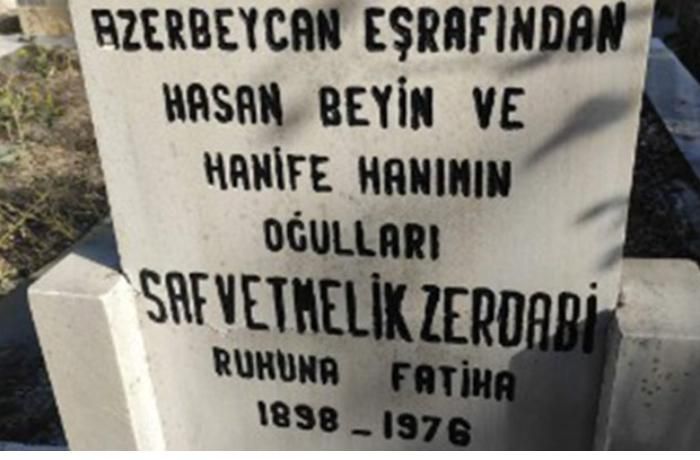 AZERBEYCAN EŞRAFINDAN
HASAN BEYİN VE
HANİFE HANIMIN
OĞULLARI
SAFVETMELİK ZERDABİ
RUHUNA FATİHA
1898 - 1976